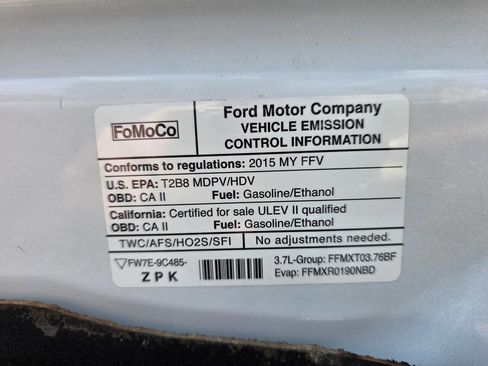 FoMoCo
Ford Motor Company
VEHICLE EMISSION
CONTROL INFORMATION
Conforms to regulations: 2015 MY FFV
U.S. EPA: T2B8 MDPV/HDV
OBD: CA II Fuel: Gasoline/Ethanol
California: Certified for sale ULEV II qualified
OBD: CA II Fuel: Gasoline/Ethanol
TWC/AFS/HO2S/SFI No adjustments needed.
FW7E-9C485-
ZPK
3.7L-Group: FFMXT03.76BF
Evap: FFMXR0190NBD